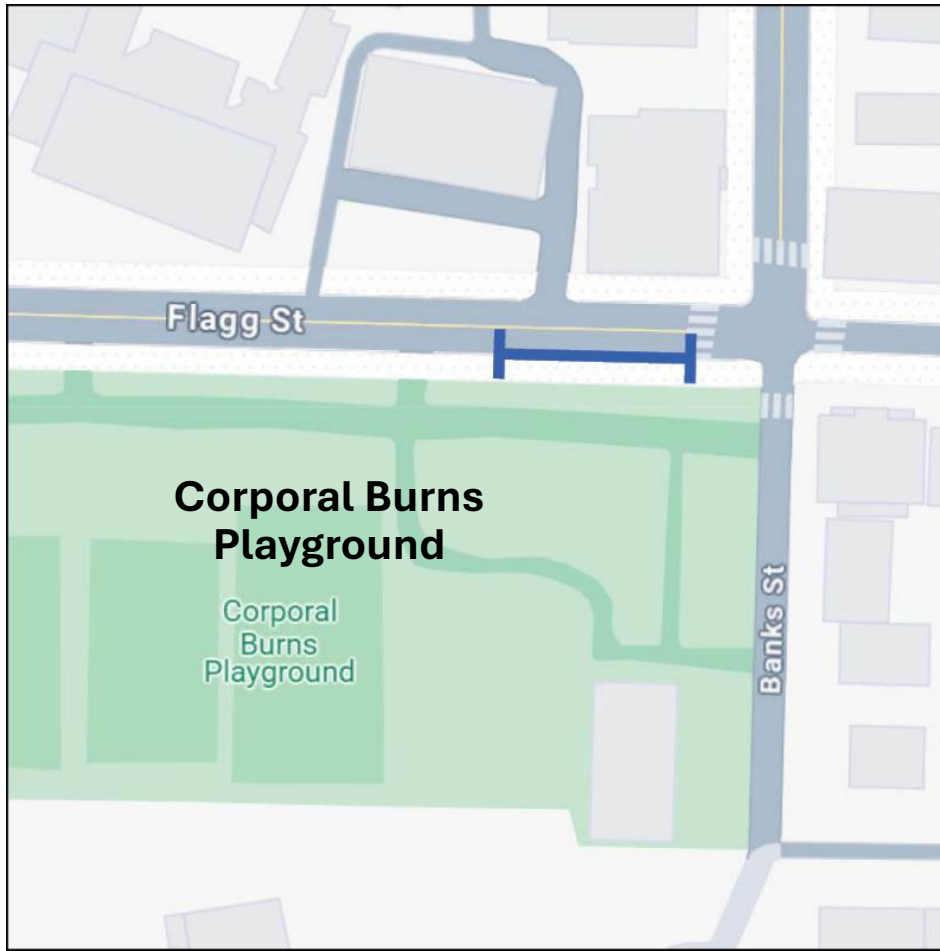 Flagg St
Corporal Burns
Playground
Corporal
Burns
Playground
Banks St